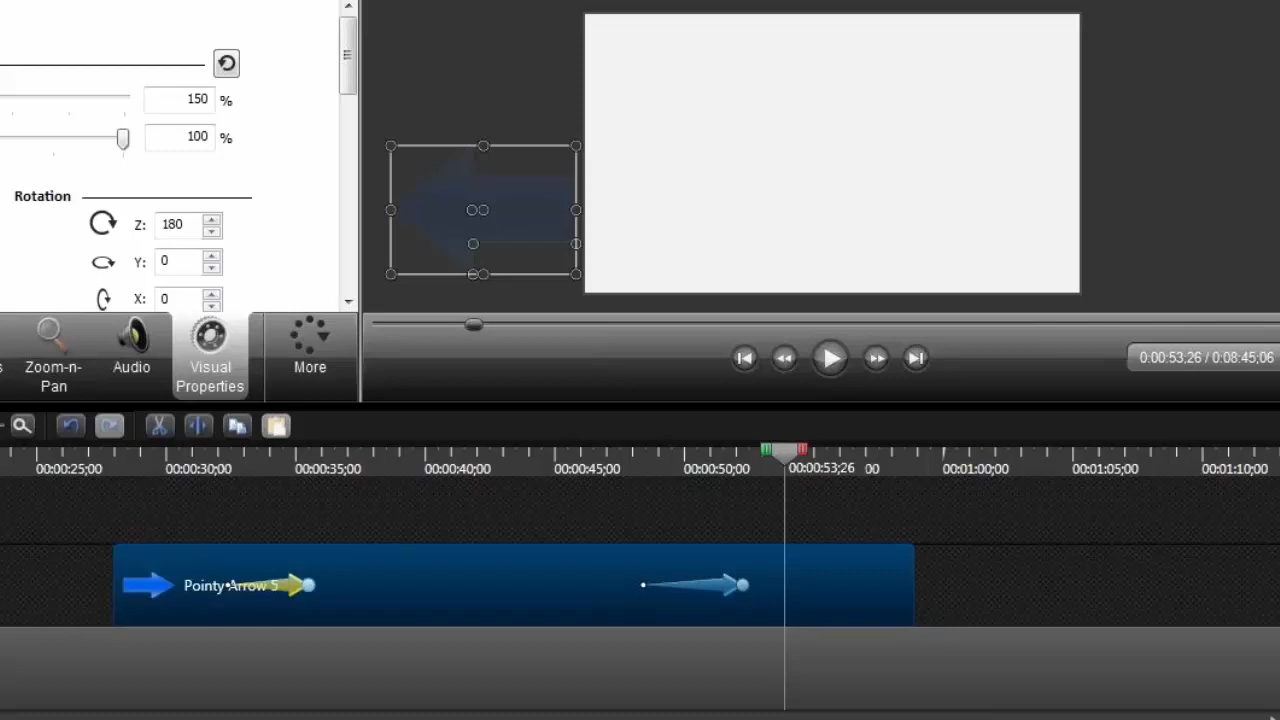 150 %
100 %
Rotation
Z: 180
Y: 0
X: 0
s
Zoom-n-Pan
Audio
Visual Properties
More
0:00:53,26 / 0:08:45,06
00:00:25;00
00:00:30;00
00:00:35;00
00:00:40;00
00:00:45;00
00:00:50;00
00:00:53;26
00
00:01:00;00
00:01:05;00
00:01:10;00
Pointy Arrow 5